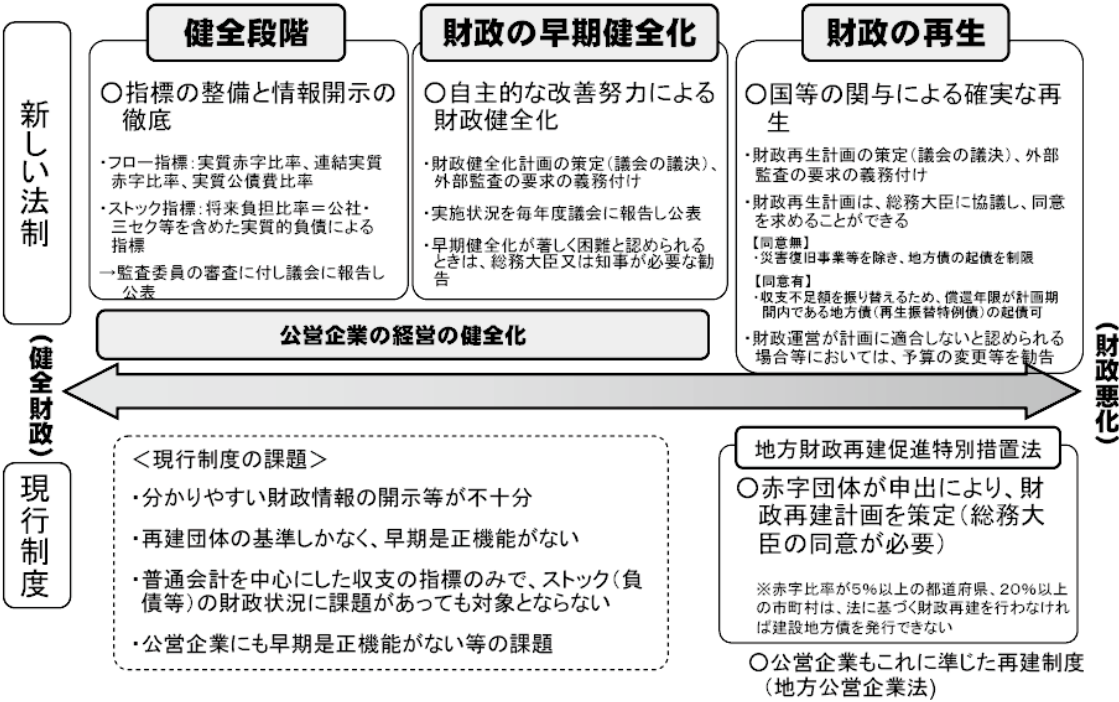 新しい法制
健全段階
〇指標の整備と情報開示の
徹底
・フロー指標：実質赤字比率、連結実質
赤字比率、実質公債費比率
・ストック指標：将来負担比率＝公社・
三セク等を含めた実質的負債による
指標
→監査委員の審査に付し議会に報告し
公表
財政の早期健全化
〇自主的な改善努力による
財政健全化
・財政健全化計画の策定（議会の議決）、
外部監査の要求の義務付け
・実施状況を毎年度議会に報告し公表
・早期健全化が著しく困難と認められる
ときは、総務大臣又は知事が必要な勧
告
財政の再生
〇国等の関与による確実な再
生
・財政再生計画の策定（議会の議決）、外部
監査の要求の義務付け
・財政再生計画は、総務大臣に協議し、同意
を求めることができる
【同意無】
・災害復旧事業等を除き、地方債の起債を制限
【同意有】
・収支不足額を振り替えるため、償還年限が計画期
間内である地方債（再生振替特例債）の起債可
・財政運営が計画に適合しないと認められる
場合等においては、予算の変更等を勧告
公営企業の経営の健全化
（健全財政）
（財政悪化）
現行制度
＜現行制度の課題＞
・分かりやすい財政情報の開示等が不十分
・再建団体の基準しかなく、早期是正機能がない
・普通会計を中心にした収支の指標のみで、ストック（負
債等）の財政状況に課題があっても対象とならない
・公営企業にも早期是正機能がない等の課題
地方財政再建促進特別措置法
〇赤字団体が申出により、財
政再建計画を策定（総務大
臣の同意が必要）
※赤字比率が5％以上の都道府県、20％以上
の市町村は、法に基づく財政再建を行わなけれ
ば建設地方債を発行できない
〇公営企業もこれに準じた再建制度
（地方公営企業法）